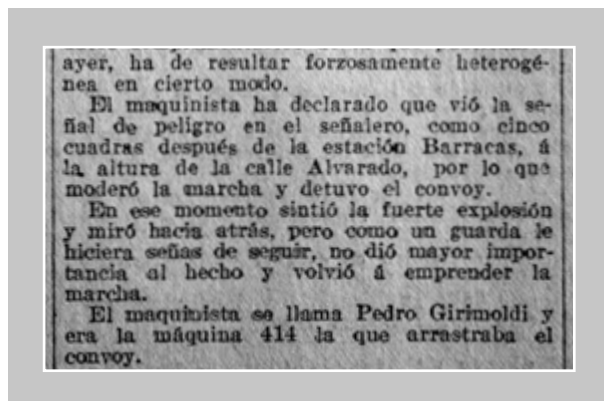 ayer, ha de resultar forzosamente heterogé-
nea en cierto modo.
El maquinista ha declarado que vió la se-
ñal de peligro en el señalero, como cinco
cuadras después de la estación Barracas, á
la altura de la calle Alvarado, por lo que
moderó la marcha y detuvo el convoy.
En ese momento sintió la fuerte explosión
y miró hacia atrás, pero como un guarda le
hiciera señas de seguir, no dió mayor impor-
tancia al hecho y volvió á emprender la
marcha.
El maquinista se llama Pedro Girimoldi y
era la máquina 414 la que arrastraba el
convoy.